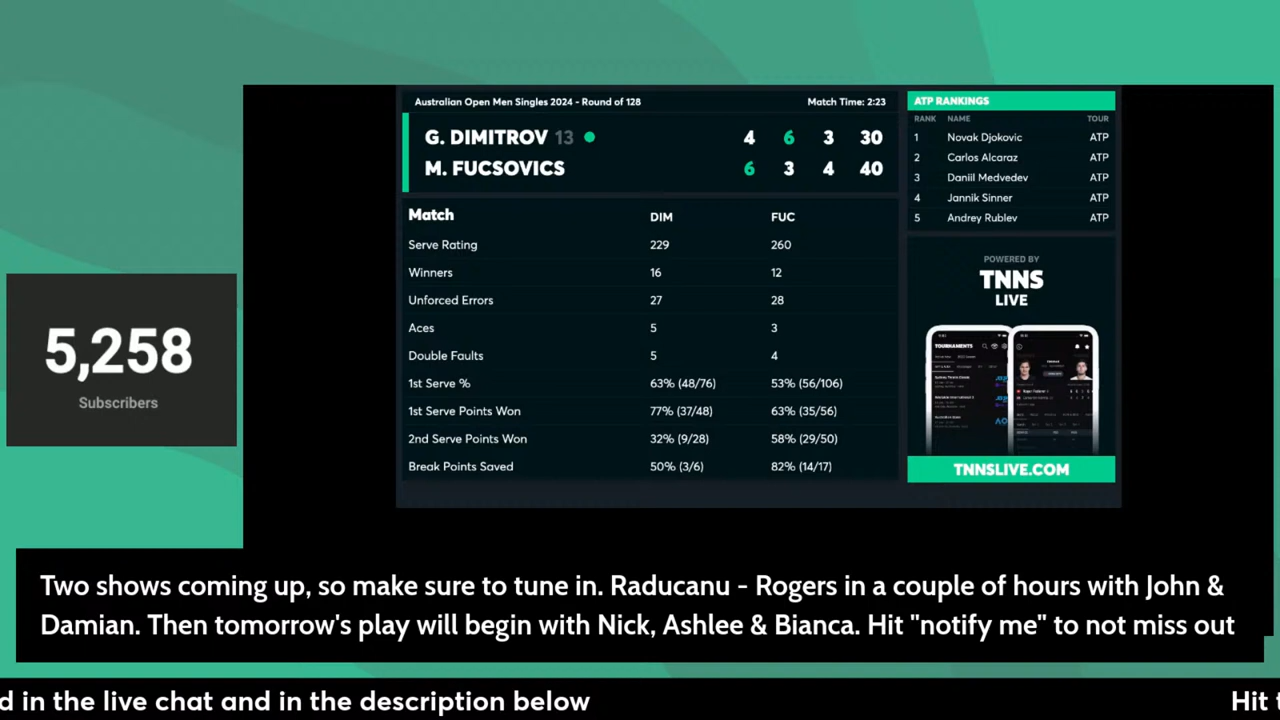 Australian Open Men Singles 2024 - Round of 128 Match Time: 2:23
G. DIMITROV 13 4 6 3 30
M. FUCSOVICS 6 3 4 40
Match DIM FUC
Serve Rating 229 260
Winners 16 12
Unforced Errors 27 28
Aces 5 3
Double Faults 5 4
1st Serve % 63% (48/76) 53% (56/106)
1st Serve Points Won 77% (37/48) 63% (35/56)
2nd Serve Points Won 32% (9/28) 58% (29/50)
Break Points Saved 50% (3/6) 82% (14/17)
ATP RANKINGS
RANK NAME TOUR
1 Novak Djokovic ATP
2 Carlos Alcaraz ATP
3 Daniil Medvedev ATP
4 Jannik Sinner ATP
5 Andrey Rublev ATP
POWERED BY
TNNS
LIVE
TOURNAMENTS
TNNSLIVE.COM
5,258
Subscribers
Two shows coming up, so make sure to tune in. Raducanu - Rogers in a couple of hours with John &
Damian. Then tomorrow's play will begin with Nick, Ashlee & Bianca. Hit "notify me" to not miss out
d in the live chat and in the description below Hit t